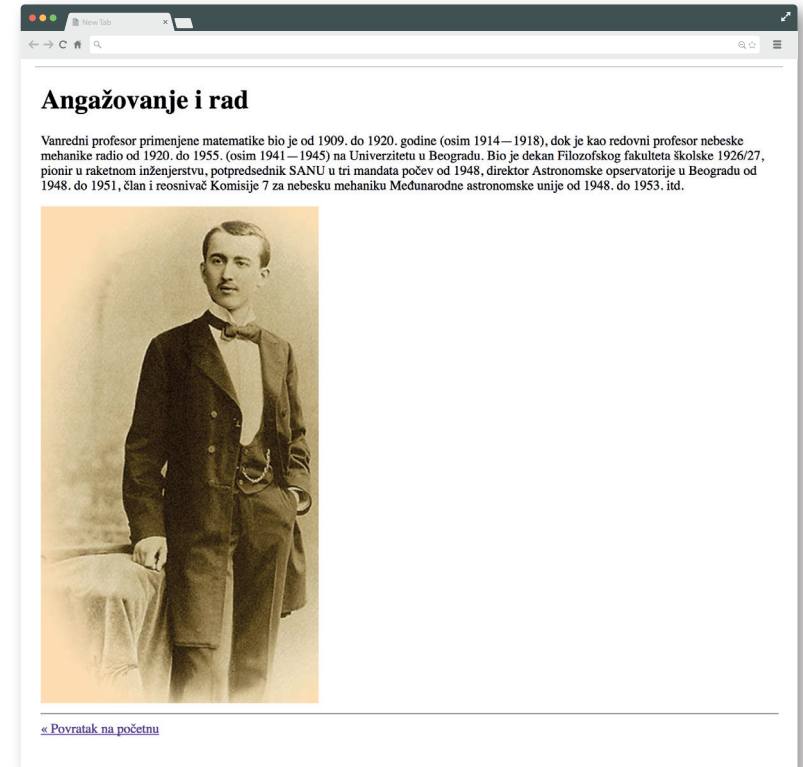 New Tab
Angažovanje i rad
Vanredni profesor primenjene matematike bio je od 1909. do 1920. godine (osim 1914—1918), dok je kao redovni profesor nebeske
mehanike radio od 1920. do 1955. (osim 1941—1945) na Univerzitetu u Beogradu. Bio je dekan Filozofskog fakulteta školske 1926/27,
pionir u raketnom inženjerstvu, potpredsednik SANU u tri mandata počev od 1948, direktor Astronomske opservatorije u Beogradu od
1948. do 1951, član i reosnivač Komisije 7 za nebesku mehaniku Međunarodne astronomske unije od 1948. do 1953. itd.
« Povratak na početnu